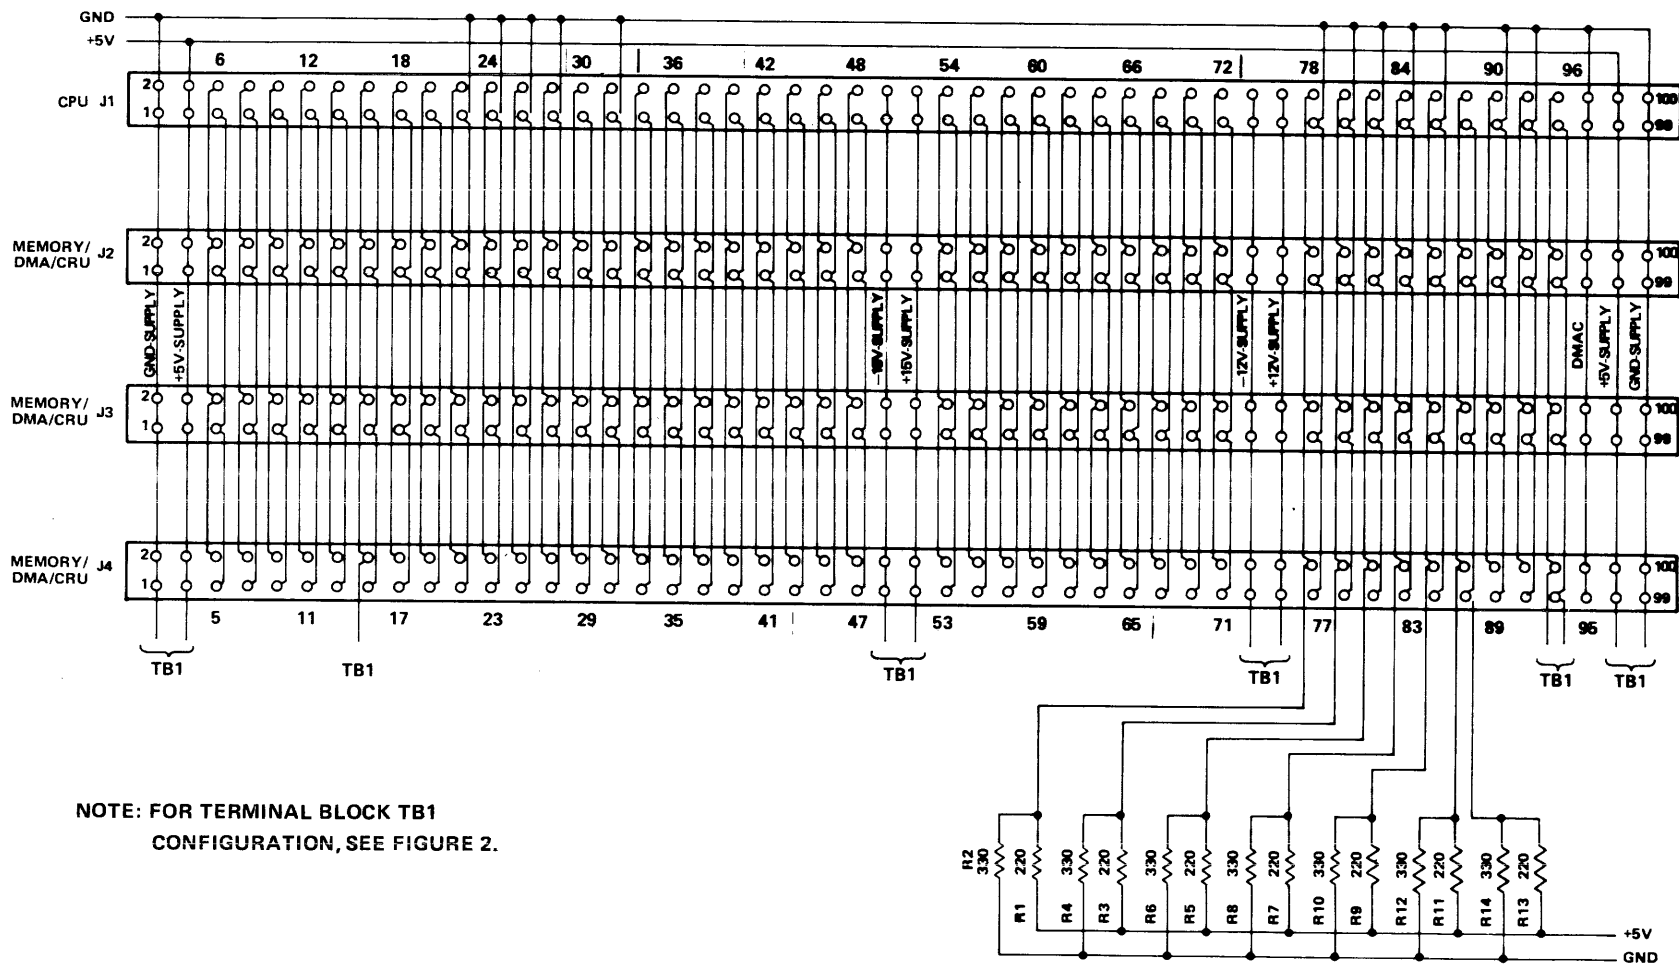 GND
+5V
6 12 18 24 30 36 42 48 54 60 66 72 78 84 90 96
CPU J1
2
1
100
99
MEMORY/
DMA/CRU J2
2
1
100
99
GND-SUPPLY
+5V-SUPPLY
-15V-SUPPLY
+15V-SUPPLY
-12V-SUPPLY
+12V-SUPPLY
DMAC
+5V-SUPPLY
GND-SUPPLY
MEMORY/
DMA/CRU J3
2
1
100
99
MEMORY/
DMA/CRU J4
2
1
100
99
5 11 17 23 29 35 41 47 53 59 65 71 77 83 89 95
TB1 TB1 TB1 TB1 TB1 TB1
NOTE: FOR TERMINAL BLOCK TB1
CONFIGURATION, SEE FIGURE 2.
R2 330
R1 220
R4 330
R3 220
R6 330
R5 220
R8 330
R7 220
R10 330
R9 220
R12 330
R11 220
R14 330
R13 220
+5V
GND